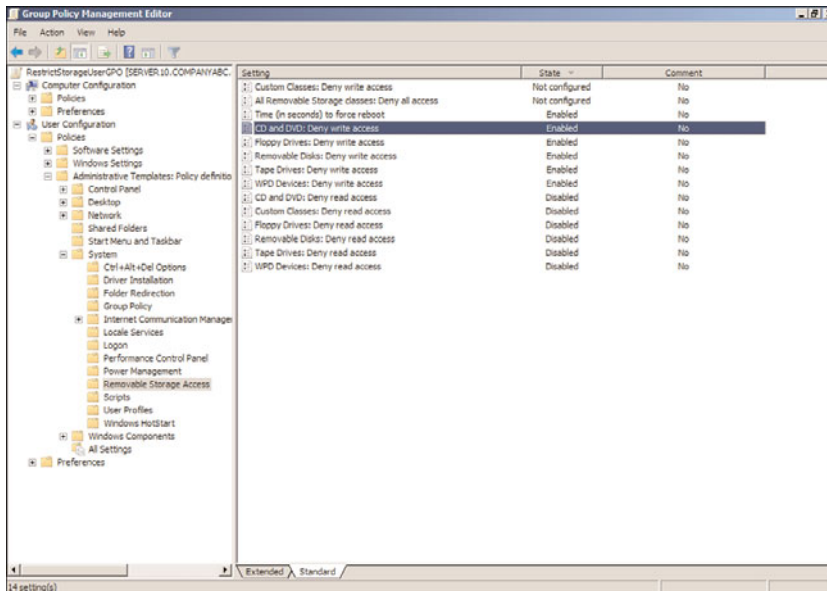 Group Policy Management Editor
File Action View Help
RestrictStorageUserGPO [SERVER10.COMPANYABC.
Computer Configuration
Policies
Preferences
User Configuration
Policies
Software Settings
Windows Settings
Administrative Templates: Policy definitio
Control Panel
Desktop
Network
Shared Folders
Start Menu and Taskbar
System
Ctrl+Alt+Del Options
Driver Installation
Folder Redirection
Group Policy
Internet Communication Manage
Locale Services
Logon
Performance Control Panel
Power Management
Removable Storage Access
Scripts
User Profiles
Windows HotStart
Windows Components
All Settings
Preferences
Setting State Comment
Custom Classes: Deny write access Not configured No
All Removable Storage classes: Deny all access Not configured No
Time (in seconds) to force reboot Enabled No
CD and DVD: Deny write access Enabled No
Floppy Drives: Deny write access Enabled No
Removable Disks: Deny write access Enabled No
Tape Drives: Deny write access Enabled No
WPD Devices: Deny write access Enabled No
CD and DVD: Deny read access Disabled No
Custom Classes: Deny read access Disabled No
Floppy Drives: Deny read access Disabled No
Removable Disks: Deny read access Disabled No
Tape Drives: Deny read access Disabled No
WPD Devices: Deny read access Disabled No
Extended Standard
14 setting(s)